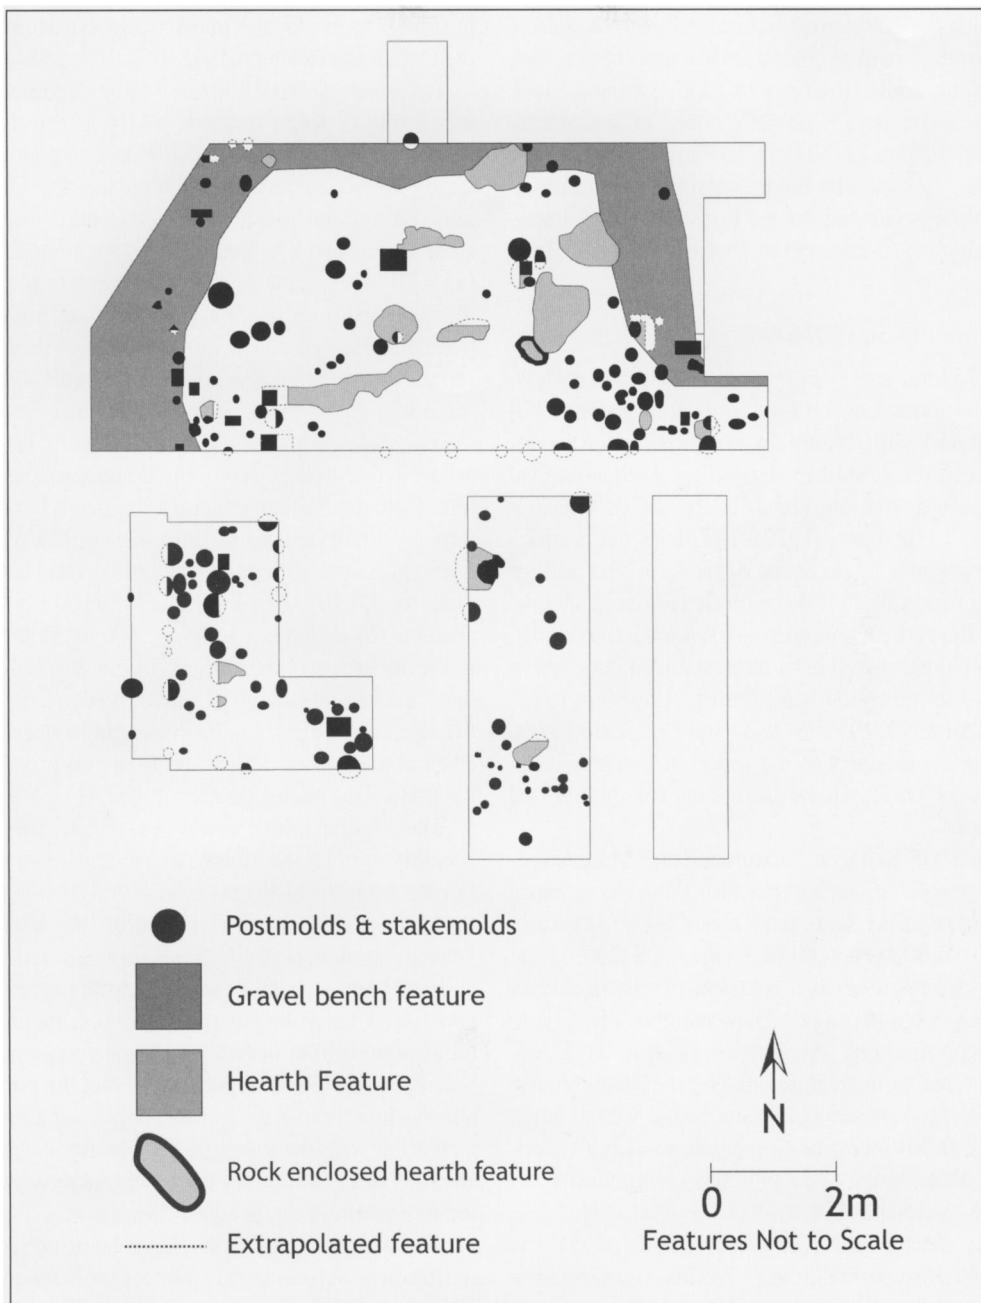 Postmolds & stakemolds
Gravel bench feature
Hearth Feature
Rock enclosed hearth feature
Extrapolated feature
N
0 2m
Features Not to Scale